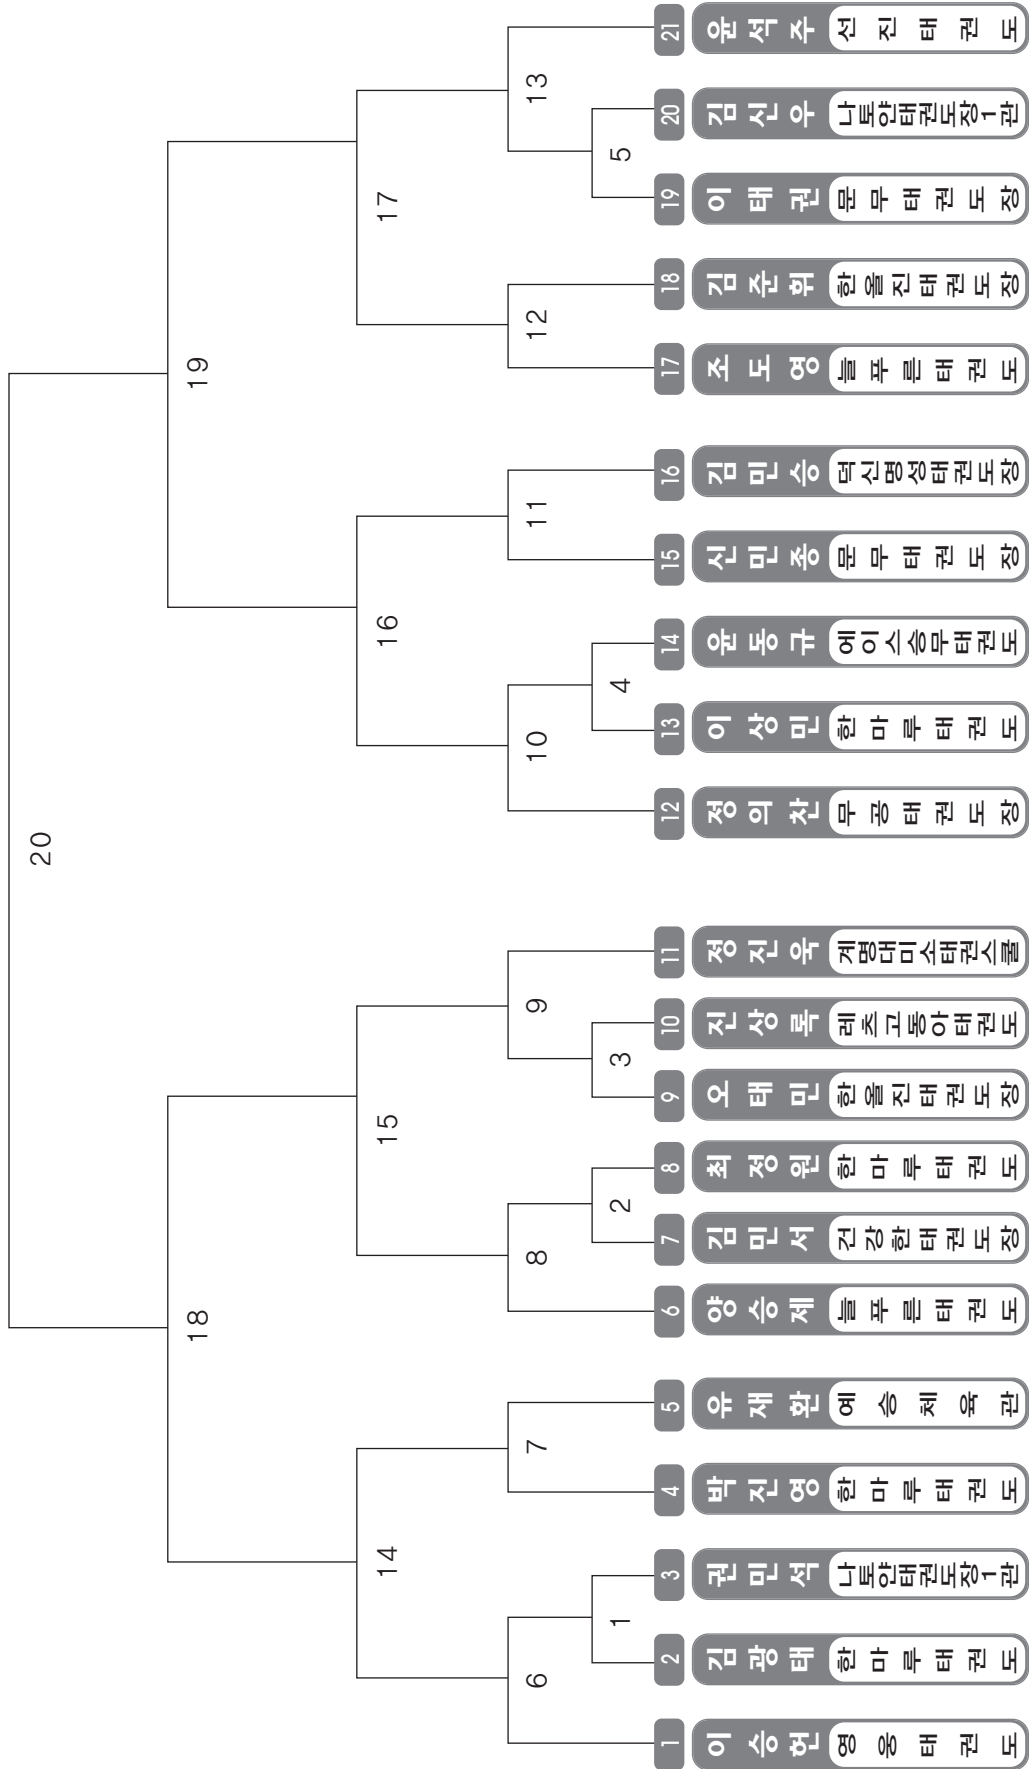 20
18
19
14
15
16
17
6
7
8
9
10
11
12
13
1
2
3
4
5
1 이승헌 영웅태권도
2 김광태 한마루태권도
3 권민석 나토얀태권도장1관
4 박진영 한마루태권도
5 유재환 예승체육관
6 양승제 늘푸른태권도
7 김민서 건강한태권도장
8 최정원 한마루태권도
9 오태민 한울진태권도장
10 진상록 레츠고동아태권도
11 정진욱 계명대미소태권스쿨
12 정의찬 무공태권도장
13 이상민 한마루태권도
14 윤동규 에이스승무태권도
15 신민종 문무태권도장
16 김민승 덕신명성태권도장
17 조도영 늘푸른태권도
18 김준휘 한울진태권도장
19 이태권 문무태권도장
20 김신우 나토얀태권도장1관
21 윤석주 선진태권도